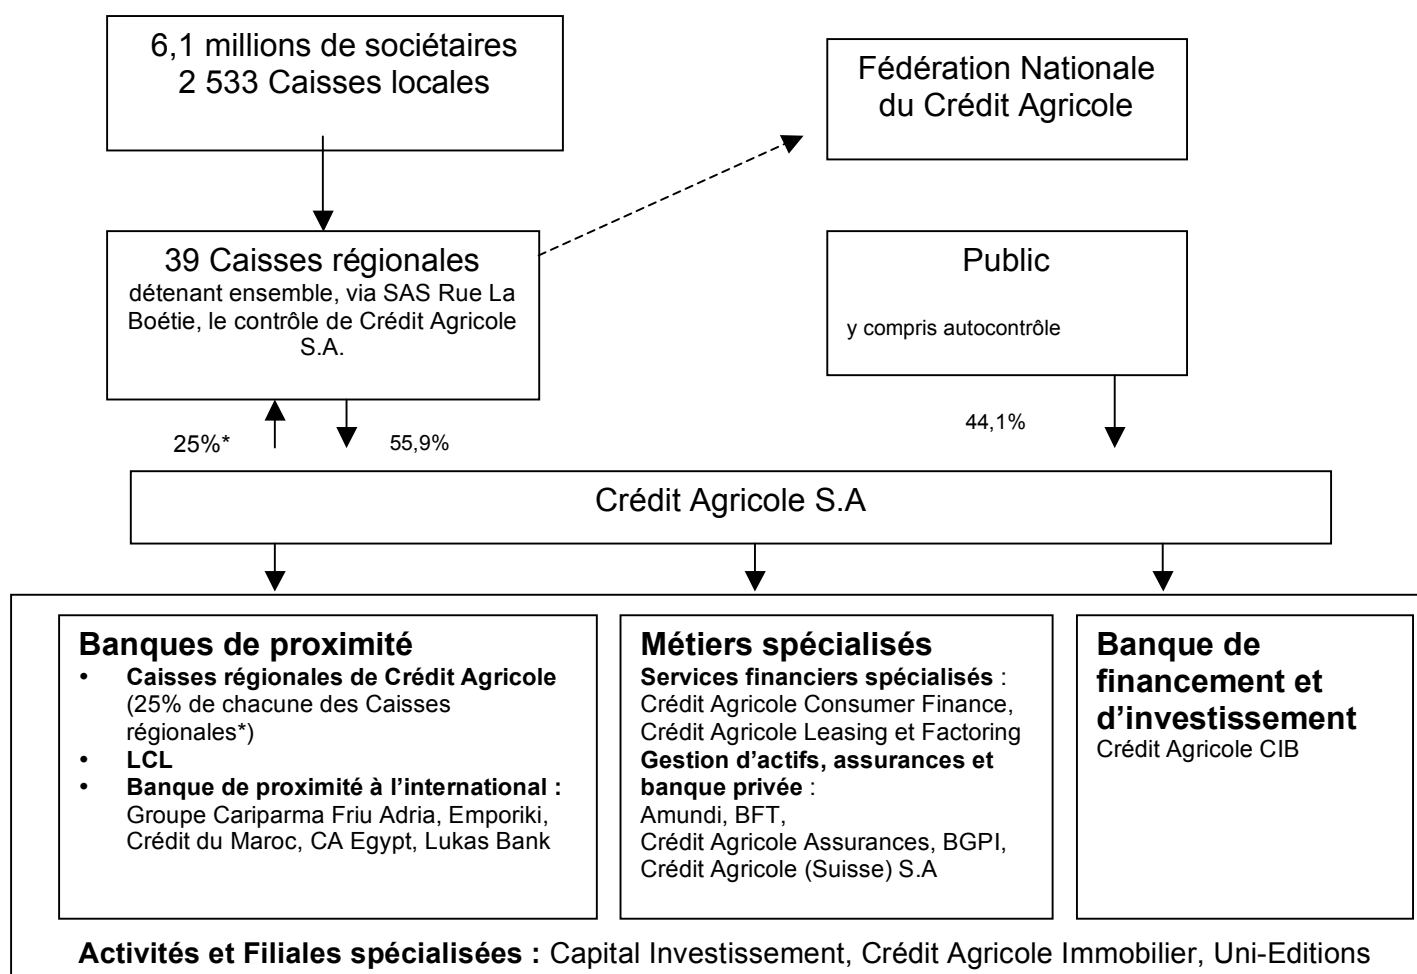 6,1 millions de sociétaires
2 533 Caisses locales
Fédération Nationale
du Crédit Agricole
39 Caisses régionales
détenant ensemble, via SAS Rue La
Boétie, le contrôle de Crédit Agricole
S.A.
Public
y compris autocontrôle
25%*
55,9%
44,1%
Crédit Agricole S.A
Banques de proximité
• Caisses régionales de Crédit Agricole
(25% de chacune des Caisses
régionales*)
• LCL
• Banque de proximité à l’international :
Groupe Cariparma Friu Adria, Emporiki,
Crédit du Maroc, CA Egypt, Lukas Bank
Métiers spécialisés
Services financiers spécialisés :
Crédit Agricole Consumer Finance,
Crédit Agricole Leasing et Factoring
Gestion d’actifs, assurances et
banque privée :
Amundi, BFT,
Crédit Agricole Assurances, BGPI,
Crédit Agricole (Suisse) S.A
Banque de
financement et
d’investissement
Crédit Agricole CIB
Activités et Filiales spécialisées : Capital Investissement, Crédit Agricole Immobilier, Uni-Editions